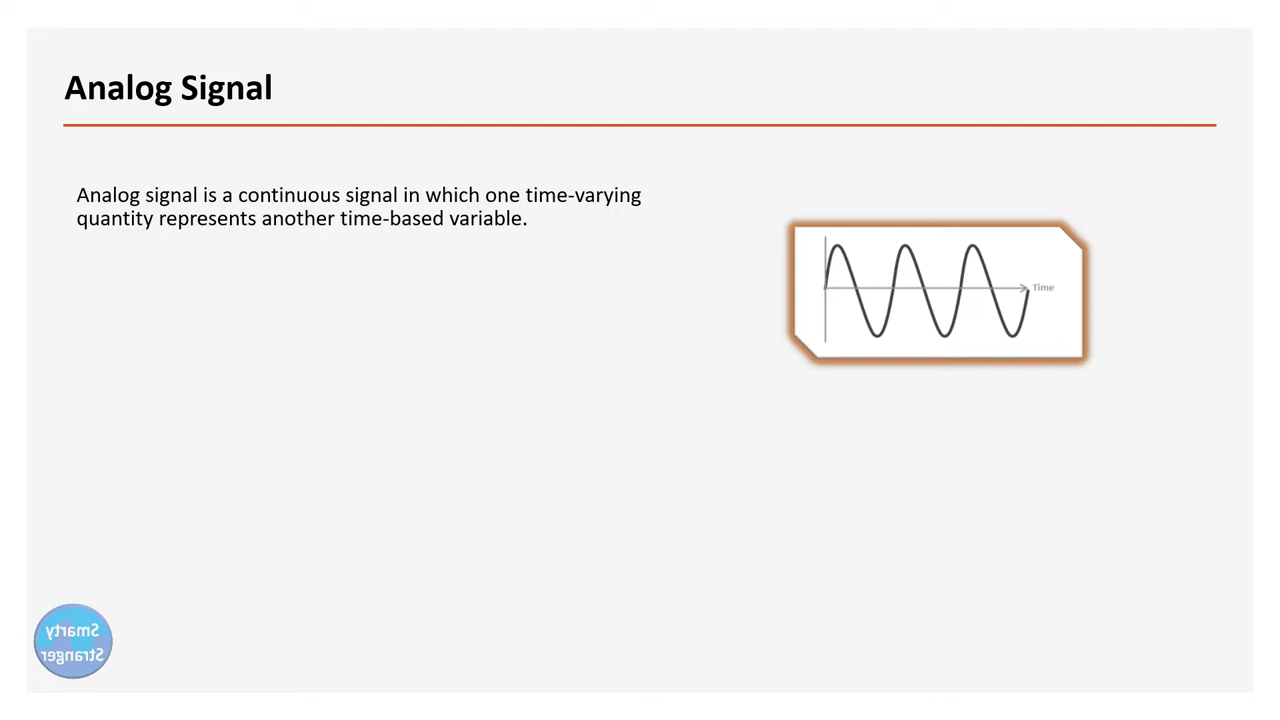 Analog Signal
Analog signal is a continuous signal in which one time-varying
quantity represents another time-based variable.
Time
Smarty
Stranger